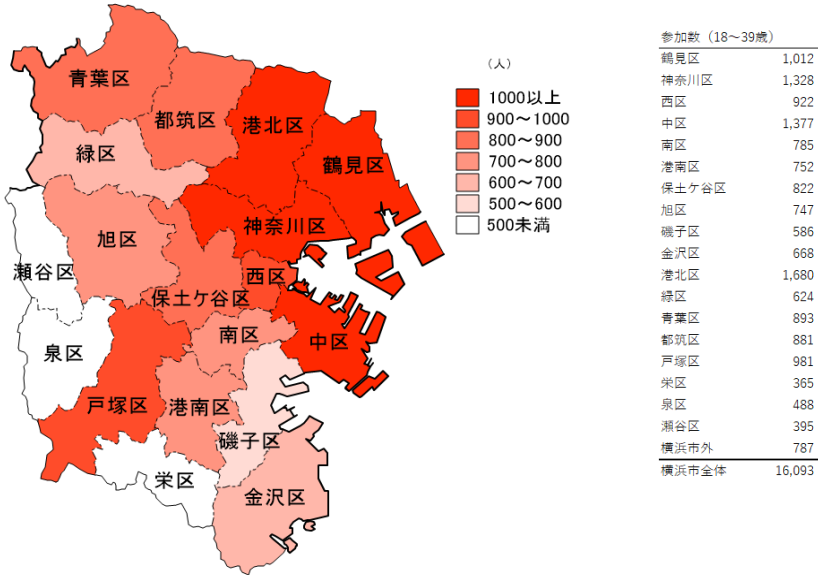 青葉区
都筑区
港北区
緑区
鶴見区
神奈川区
旭区
瀬谷区
西区
保土ケ谷区
南区
中区
泉区
戸塚区
港南区
磯子区
栄区
金沢区
（人）
1000以上
900～1000
800～900
700～800
600～700
500～600
500未満
参加数（18～39歳）
鶴見区 1,012
神奈川区 1,328
西区 922
中区 1,377
南区 785
港南区 752
保土ケ谷区 822
旭区 747
磯子区 586
金沢区 668
港北区 1,680
緑区 624
青葉区 893
都筑区 881
戸塚区 981
栄区 365
泉区 488
瀬谷区 395
横浜市外 787
横浜市全体 16,093